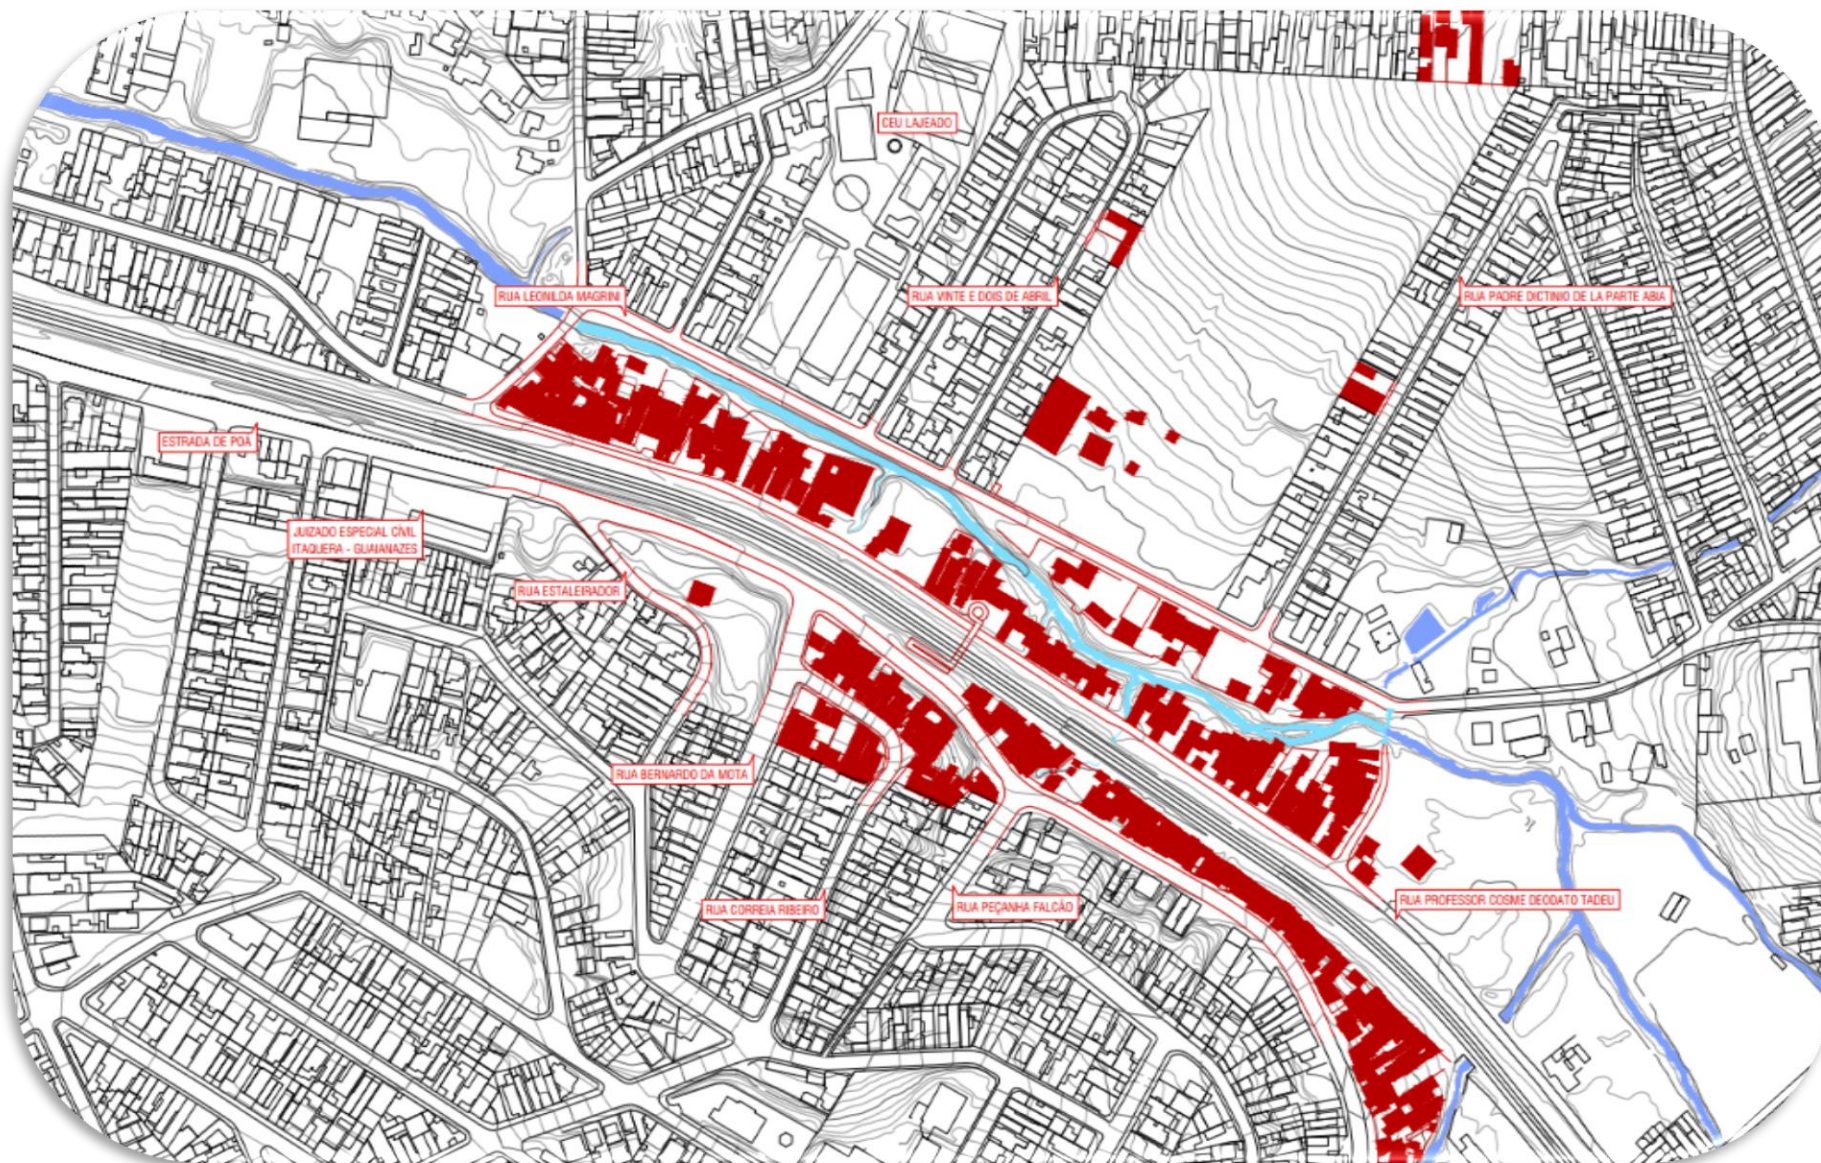 CEU LAJEADO
RUA LEONILDA MAGRINI
RUA VINTE E DOIS DE ABRIL
RUA PADRE DICTINIO DE LA PARTE ABIA
ESTRADA DE POÁ
JUIZADO ESPECIAL CÍVIL
ITAQUERA - GUAIANAZES
RUA ESTALEIRADOR
RUA BERNARDO DA MOTA
RUA CORREIA RIBEIRO
RUA PEÇANHA FALCÃO
RUA PROFESSOR COSME DEODATO TADEU